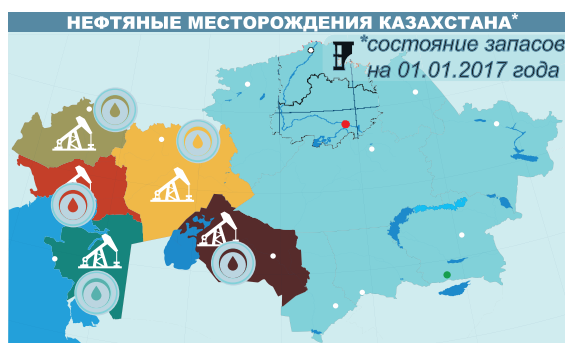 НЕФТЯНЫЕ МЕСТОРОЖДЕНИЯ КАЗАХСТАНА*
*состояние запасов
на 01.01.2017 года